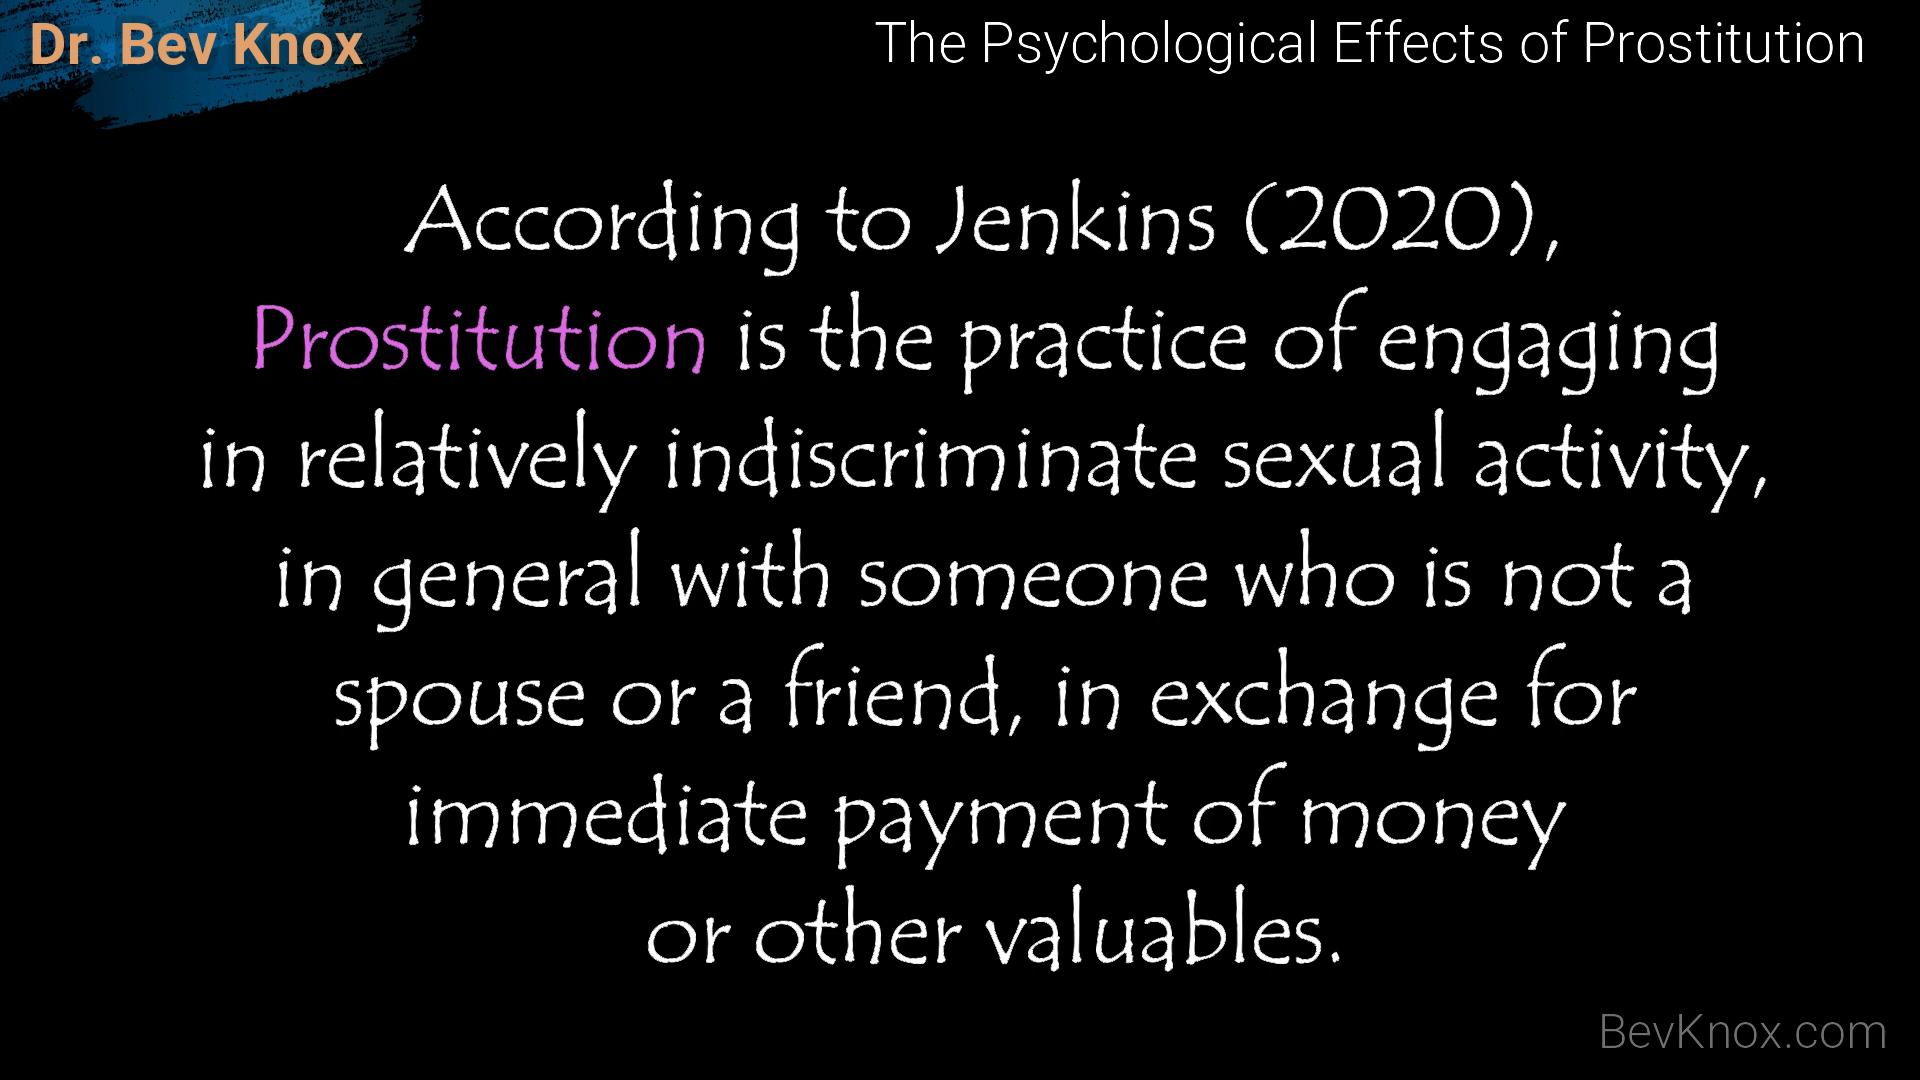 Dr. Bev Knox
The Psychological Effects of Prostitution
According to Jenkins (2020),
Prostitution is the practice of engaging
in relatively indiscriminate sexual activity,
in general with someone who is not a
spouse or a friend, in exchange for
immediate payment of money
or other valuables.
BevKnox.com